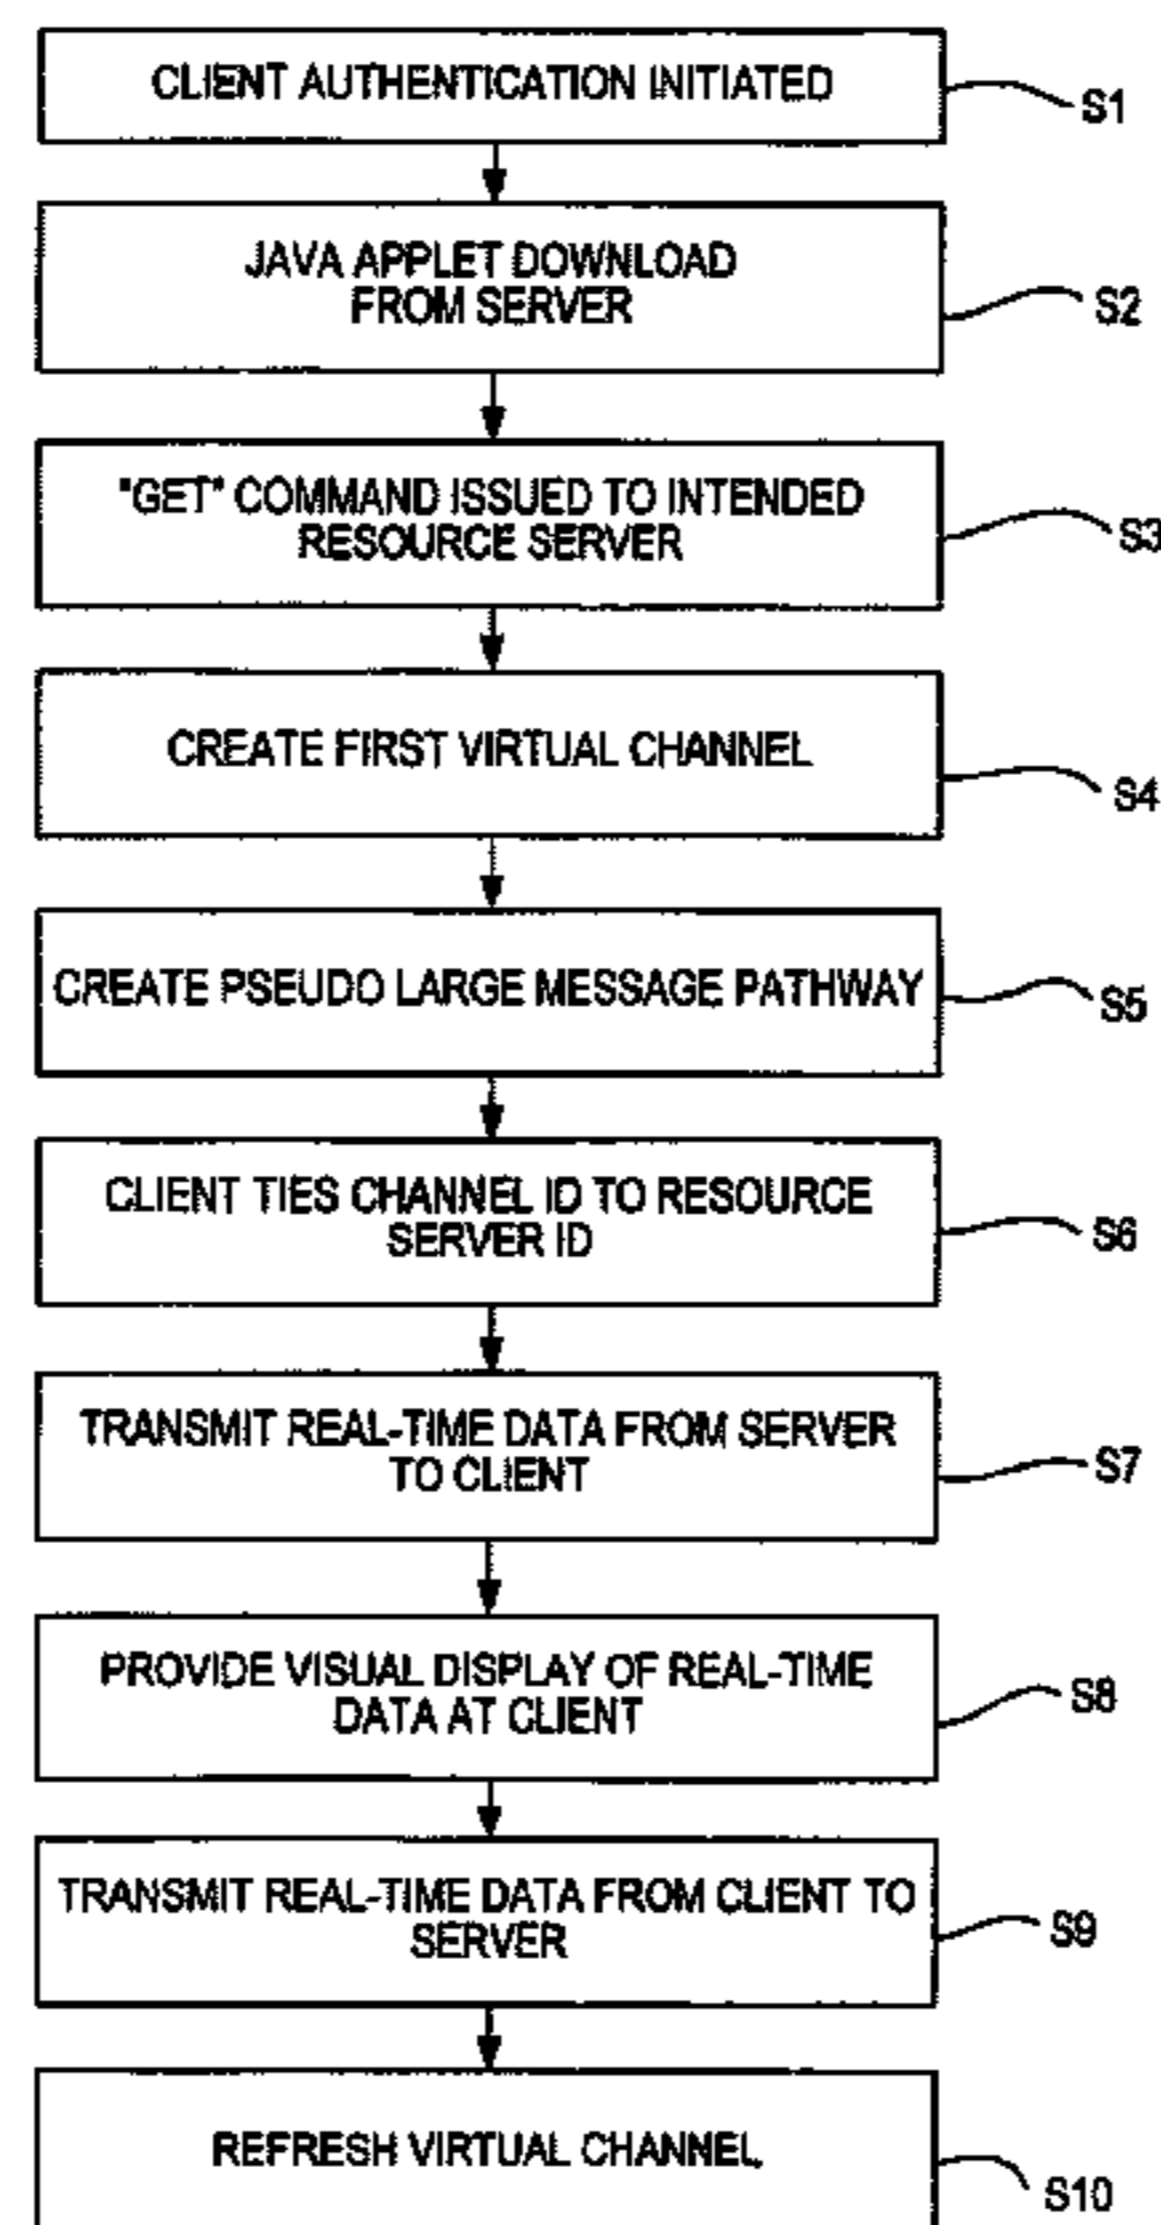 CLIENT AUTHENTICATION INITIATED
S1
JAVA APPLET DOWNLOAD
FROM SERVER
S2
"GET" COMMAND ISSUED TO INTENDED
RESOURCE SERVER
S3
CREATE FIRST VIRTUAL CHANNEL
S4
CREATE PSEUDO LARGE MESSAGE PATHWAY
S5
CLIENT TIES CHANNEL ID TO RESOURCE
SERVER ID
S6
TRANSMIT REAL-TIME DATA FROM SERVER
TO CLIENT
S7
PROVIDE VISUAL DISPLAY OF REAL-TIME
DATA AT CLIENT
S8
TRANSMIT REAL-TIME DATA FROM CLIENT TO
SERVER
S9
REFRESH VIRTUAL CHANNEL
S10